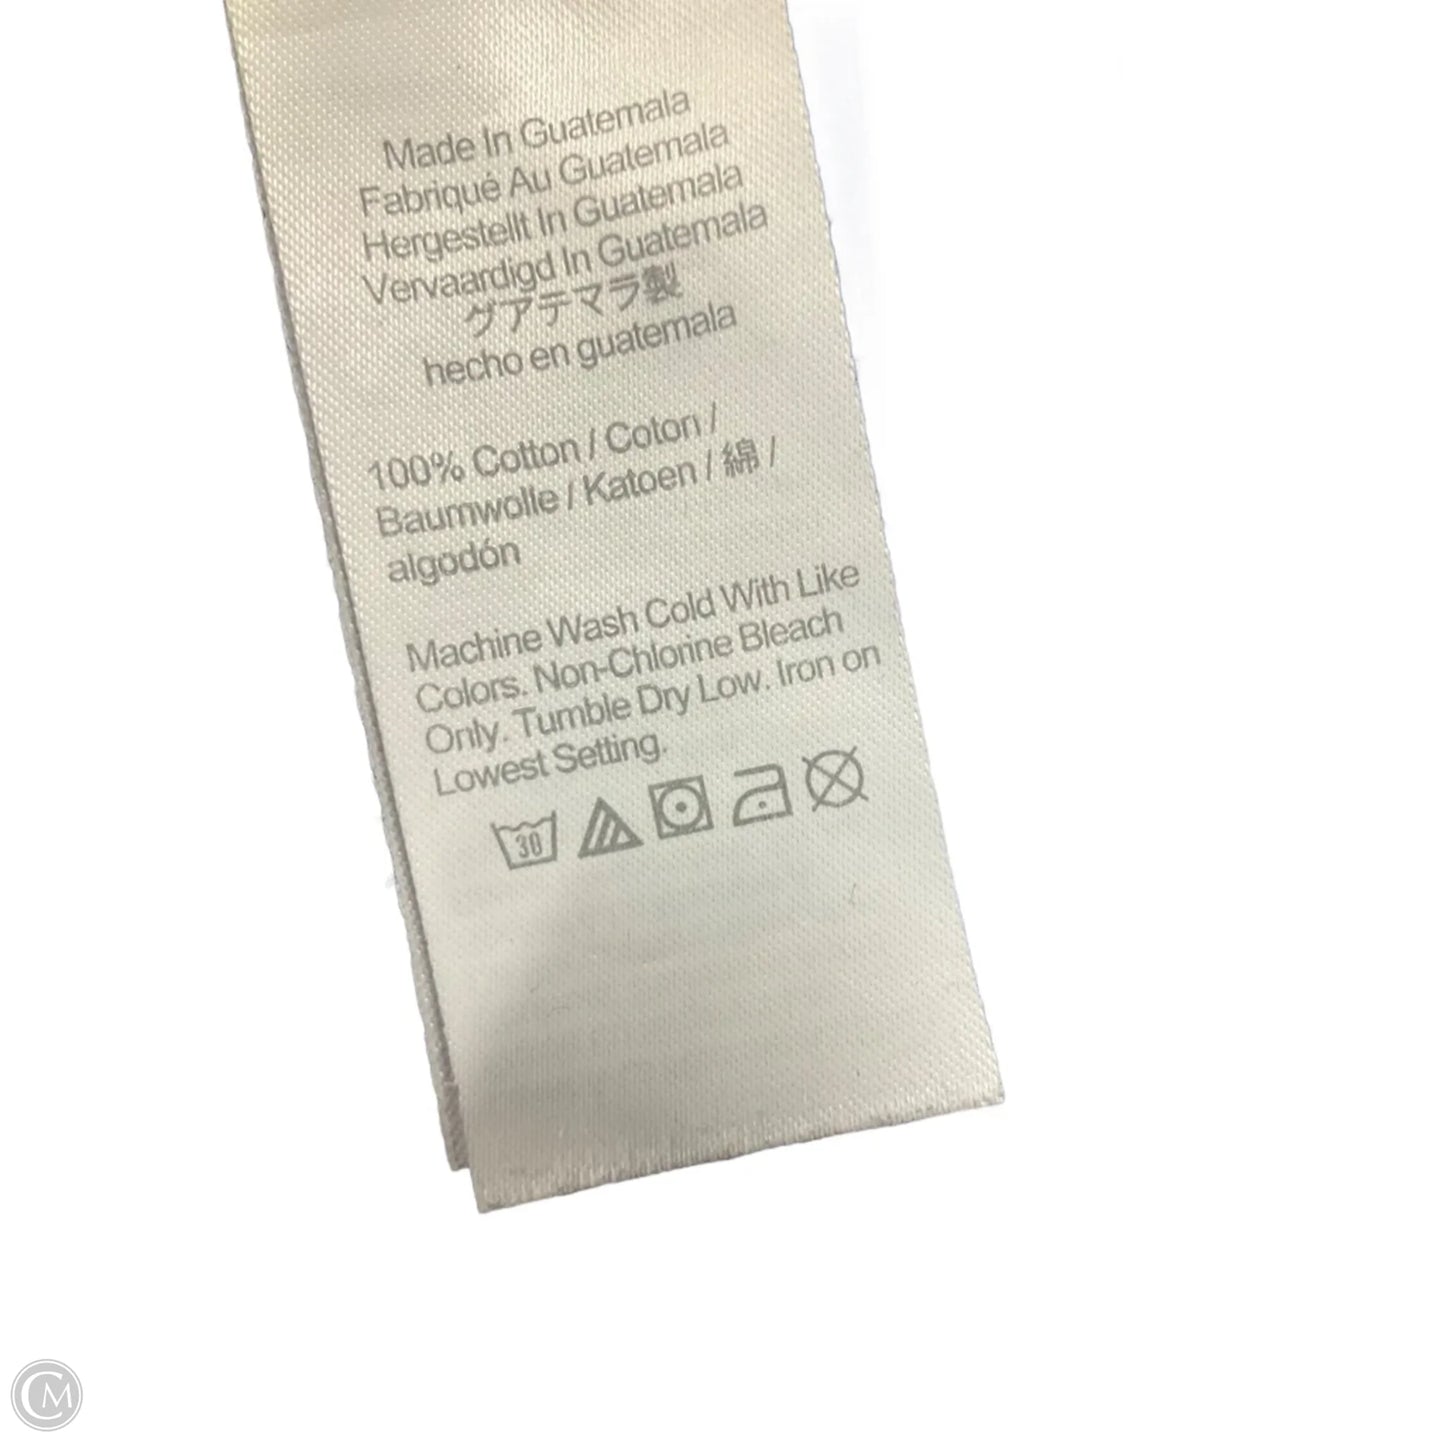 Made In Guatemala
Fabriqué Au Guatemala
Hergestellt In Guatemala
Vervaardigd In Guatemala
グアテマラ製
hecho en guatemala
100% Cotton / Coton /
Baumwolle / Katoen / 綿 /
algodón
Machine Wash Cold With Like
Colors. Non-Chlorine Bleach
Only. Tumble Dry Low. Iron on
Lowest Setting.
30
CM